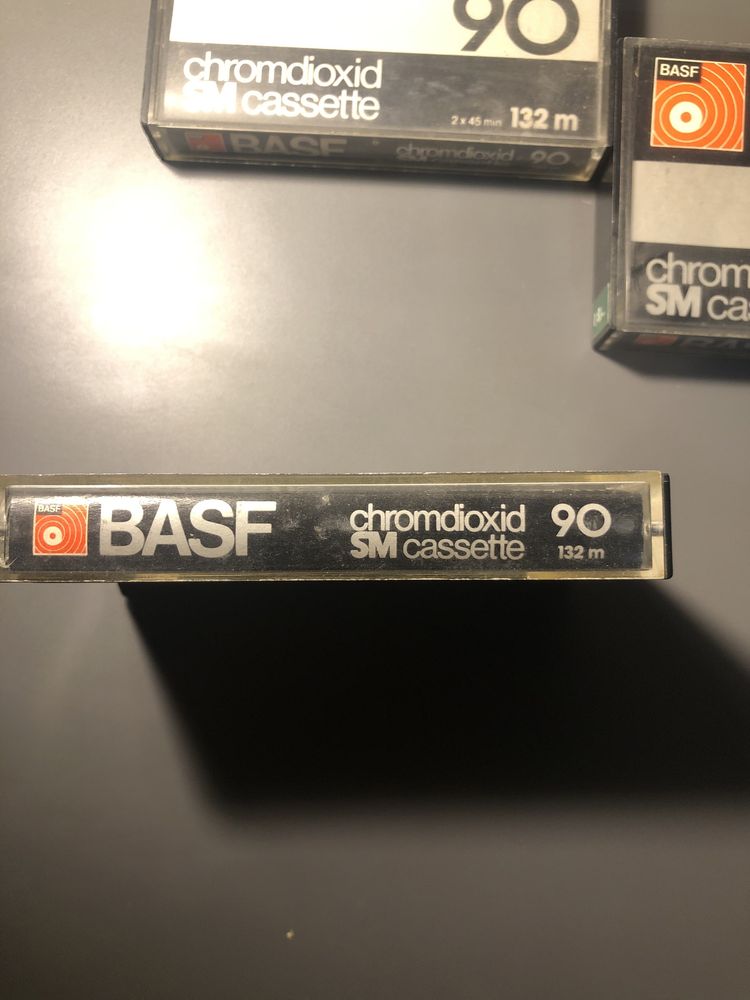 90
chromdioxid
SM cassette
2 x 45 min 132 m
BASF chromdioxid 90
BASF
chrom
SM ca
BASF
BASF
chromdioxid 90
SM cassette 132 m